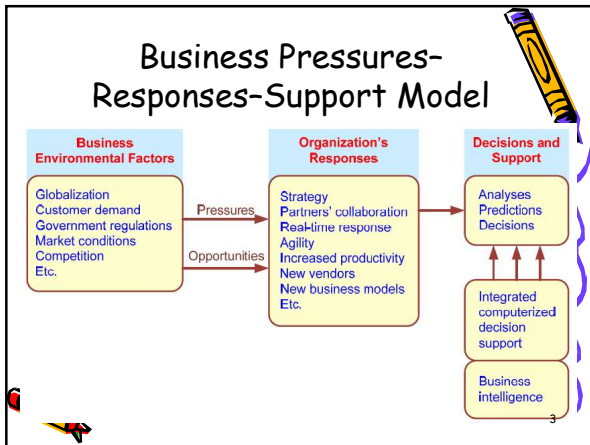 Business Pressures–
Responses–Support Model
Business
Environmental Factors
Globalization
Customer demand
Government regulations
Market conditions
Competition
Etc.
Pressures
Opportunities
Organization's
Responses
Strategy
Partners' collaboration
Real-time response
Agility
Increased productivity
New vendors
New business models
Etc.
Decisions and
Support
Analyses
Predictions
Decisions
Integrated
computerized
decision
support
Business
intelligence
3